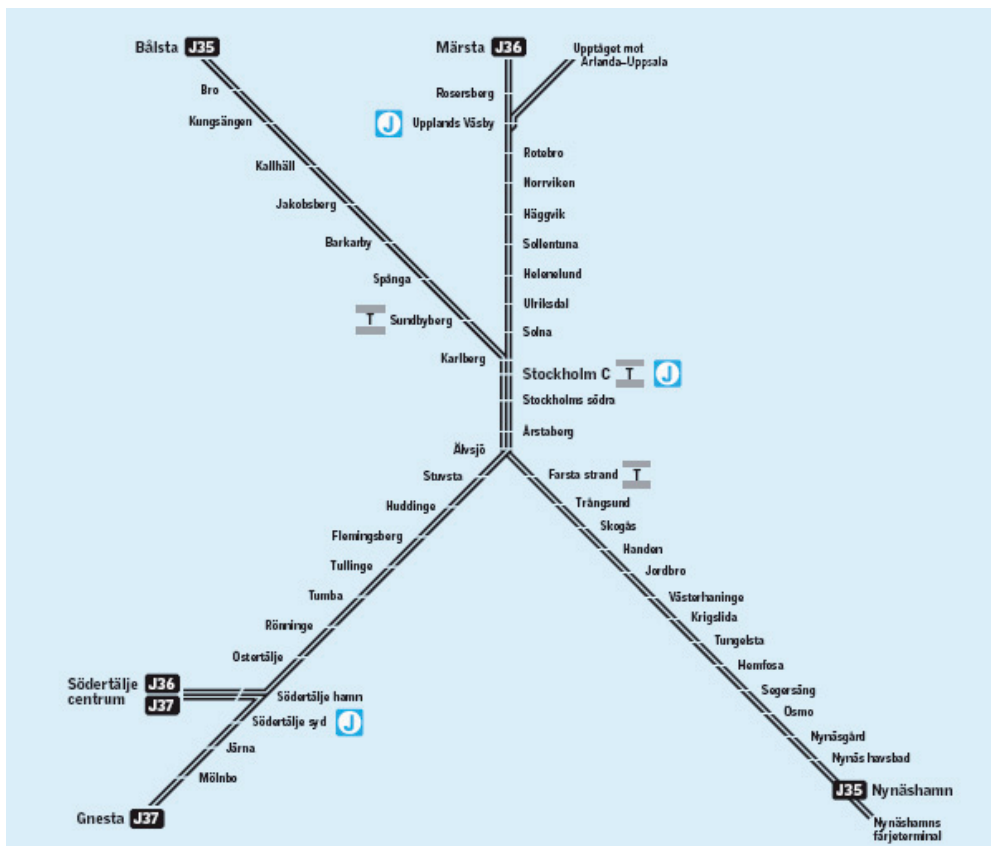 Bålsta J35
Märsta J36
Upptåget mot
Arlanda–Uppsala
Bro
Rosersberg
Kungsängen
J Upplands Väsby
Rotebro
Kallhäll
Norrviken
Jakobsberg
Häggvik
Barkarby
Sollentuna
Spånga
Helenelund
Ulriksdal
T Sundbyberg
Solna
Karlberg
Stockholm C T J
Stockholms södra
Årstaberg
Älvsjö
Stuvsta
Farsta strand T
Huddinge
Trångsund
Skogås
Flemingsberg
Handen
Tullinge
Jordbro
Tumba
Västerhaninge
Krigslida
Rönninge
Tungelsta
Ostertälje
Hemfosa
Södertälje J36
centrum J37
Södertälje hamn
Segersäng
Södertälje syd J
Osmo
Nynäsgård
Järna
Nynäs havsbad
Mölnbo
J35 Nynäshamn
Gnesta J37
Nynäshamns
färjeterminal